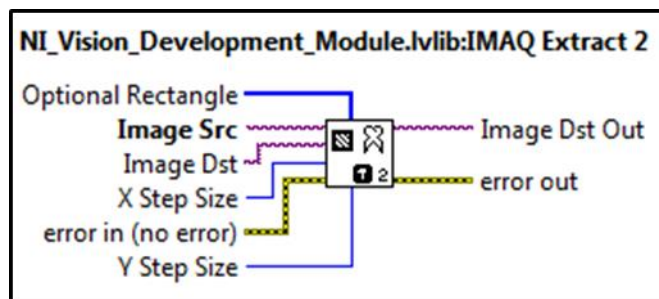 NI_Vision_Development_Module.lvlib:IMAQ Extract 2
Optional Rectangle
Image Src
Image Dst Out
Image Dst
X Step Size
error out
error in (no error)
Y Step Size
2